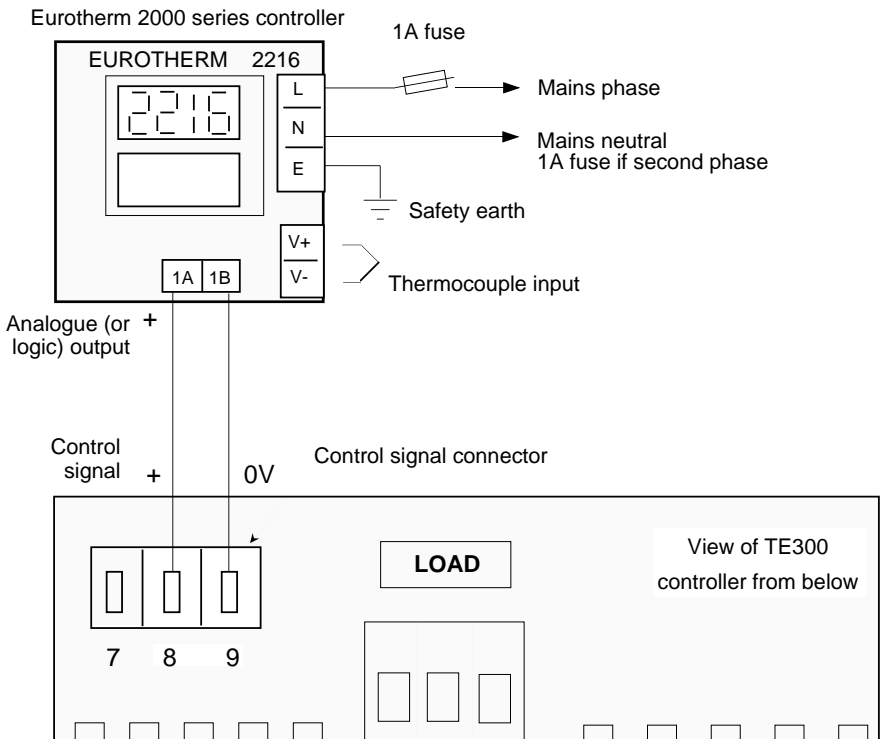 Eurotherm 2000 series controller
1A fuse
EUROTHERM 2216
L
2216
Mains phase
N
Mains neutral
1A fuse if second phase
E
Safety earth
V+
V-
Thermocouple input
1A 1B
Analogue (or +
logic) output
Control
signal + 0V
Control signal connector
LOAD
View of TE300
controller from below
7 8 9